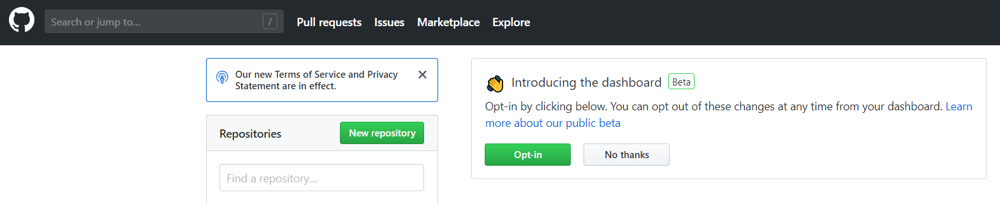 Search or jump to... /
Pull requests Issues Marketplace Explore
Our new Terms of Service and Privacy
Statement are in effect.
Repositories
New repository
Find a repository...
Introducing the dashboard Beta
Opt-in by clicking below. You can opt out of these changes at any time from your dashboard. Learn
more about our public beta
Opt-in
No thanks